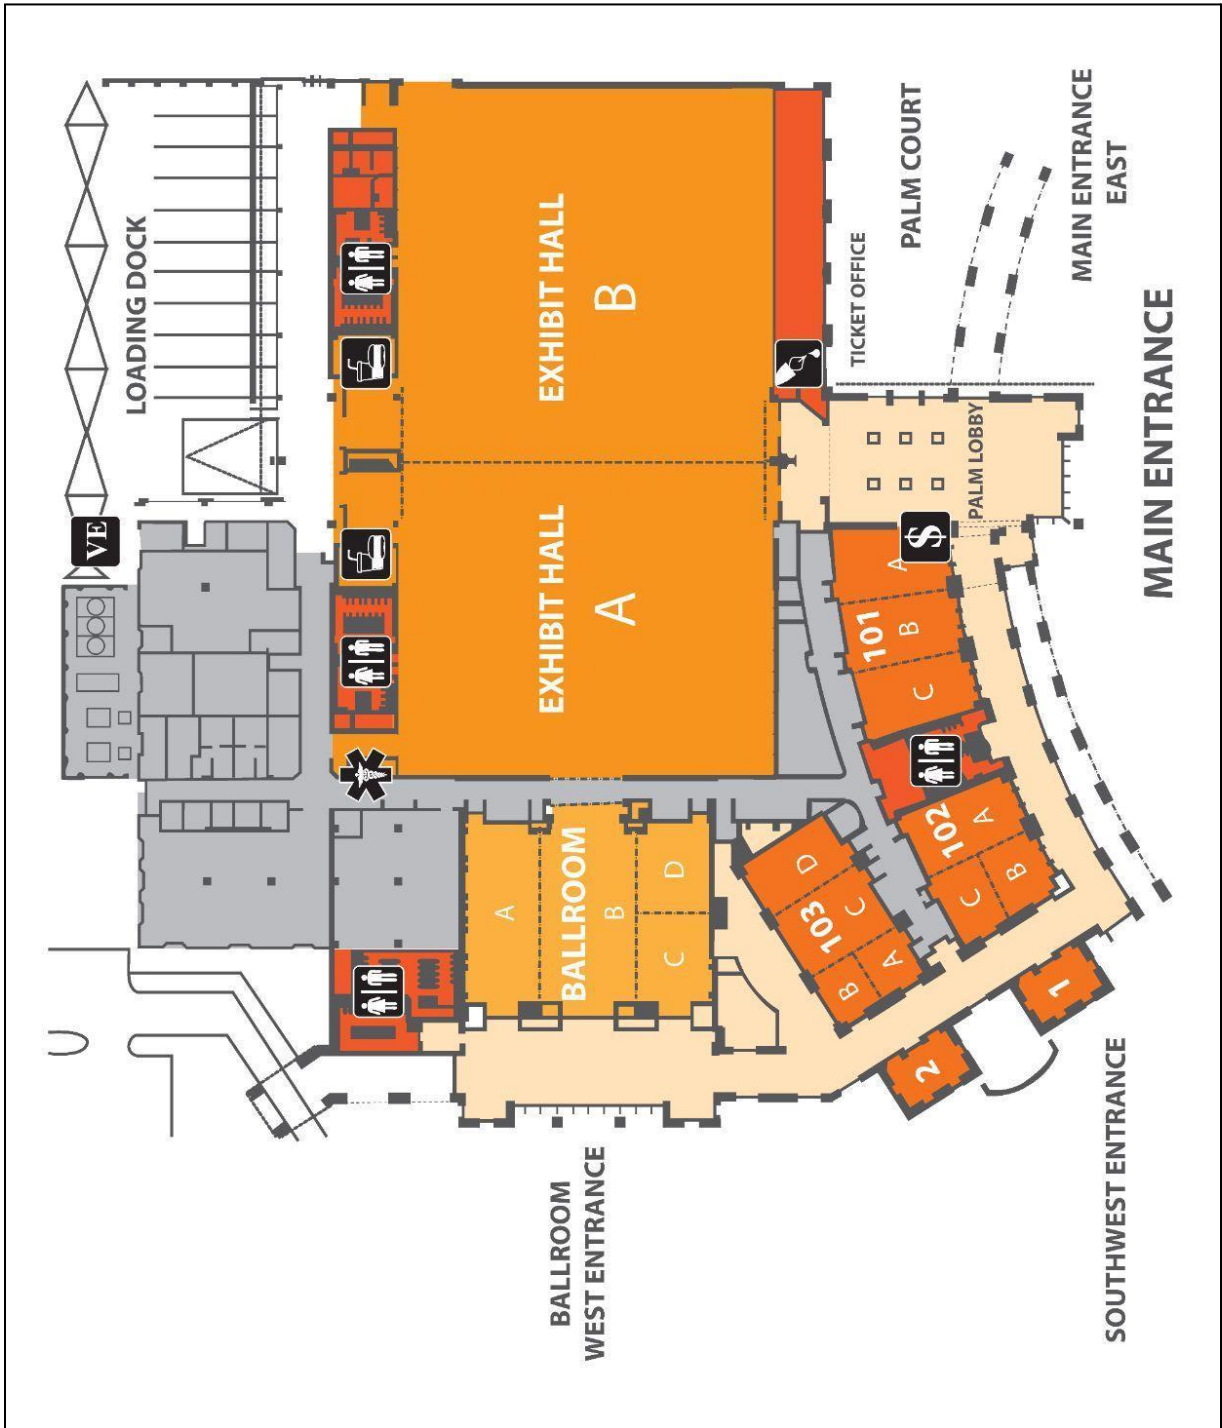 VE
LOADING DOCK
BALLROOM
WEST ENTRANCE
BALLROOM
A
B
C
D
EXHIBIT HALL
A
EXHIBIT HALL
B
TICKET OFFICE
PALM COURT
103
A
B
C
D
102
A
B
C
101
A
B
C
$
PALM LOBBY
2
1
MAIN ENTRANCE
EAST
SOUTHWEST ENTRANCE
MAIN ENTRANCE